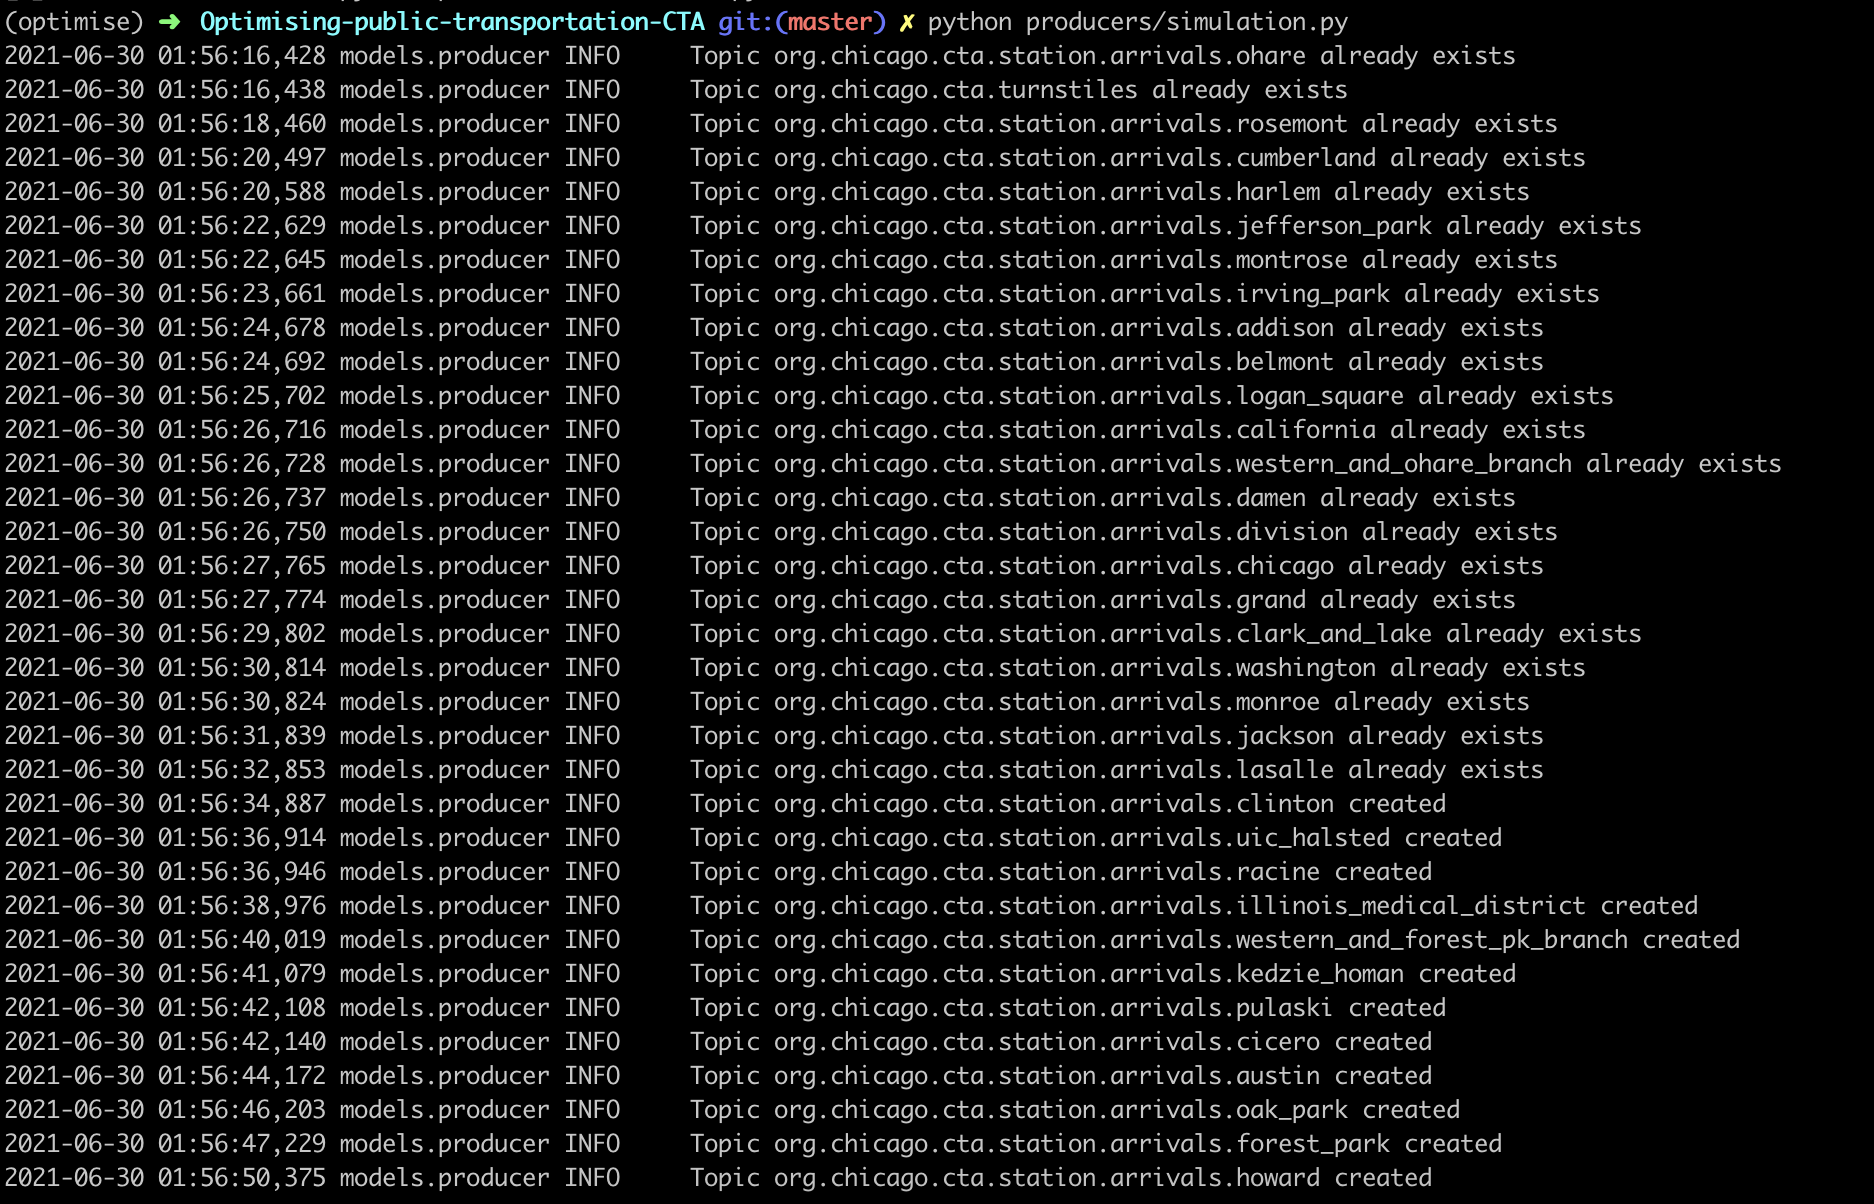 (optimise) ➜ Optimising-public-transportation-CTA git:(master) ✗ python producers/simulation.py
2021-06-30 01:56:16,428 models.producer INFO     Topic org.chicago.cta.station.arrivals.ohare already exists
2021-06-30 01:56:16,438 models.producer INFO     Topic org.chicago.cta.turnstiles already exists
2021-06-30 01:56:18,460 models.producer INFO     Topic org.chicago.cta.station.arrivals.rosemont already exists
2021-06-30 01:56:20,497 models.producer INFO     Topic org.chicago.cta.station.arrivals.cumberland already exists
2021-06-30 01:56:20,588 models.producer INFO     Topic org.chicago.cta.station.arrivals.harlem already exists
2021-06-30 01:56:22,629 models.producer INFO     Topic org.chicago.cta.station.arrivals.jefferson_park already exists
2021-06-30 01:56:22,645 models.producer INFO     Topic org.chicago.cta.station.arrivals.montrose already exists
2021-06-30 01:56:23,661 models.producer INFO     Topic org.chicago.cta.station.arrivals.irving_park already exists
2021-06-30 01:56:24,678 models.producer INFO     Topic org.chicago.cta.station.arrivals.addison already exists
2021-06-30 01:56:24,692 models.producer INFO     Topic org.chicago.cta.station.arrivals.belmont already exists
2021-06-30 01:56:25,702 models.producer INFO     Topic org.chicago.cta.station.arrivals.logan_square already exists
2021-06-30 01:56:26,716 models.producer INFO     Topic org.chicago.cta.station.arrivals.california already exists
2021-06-30 01:56:26,728 models.producer INFO     Topic org.chicago.cta.station.arrivals.western_and_ohare_branch already exists
2021-06-30 01:56:26,737 models.producer INFO     Topic org.chicago.cta.station.arrivals.damen already exists
2021-06-30 01:56:26,750 models.producer INFO     Topic org.chicago.cta.station.arrivals.division already exists
2021-06-30 01:56:27,765 models.producer INFO     Topic org.chicago.cta.station.arrivals.chicago already exists
2021-06-30 01:56:27,774 models.producer INFO     Topic org.chicago.cta.station.arrivals.grand already exists
2021-06-30 01:56:29,802 models.producer INFO     Topic org.chicago.cta.station.arrivals.clark_and_lake already exists
2021-06-30 01:56:30,814 models.producer INFO     Topic org.chicago.cta.station.arrivals.washington already exists
2021-06-30 01:56:30,824 models.producer INFO     Topic org.chicago.cta.station.arrivals.monroe already exists
2021-06-30 01:56:31,839 models.producer INFO     Topic org.chicago.cta.station.arrivals.jackson already exists
2021-06-30 01:56:32,853 models.producer INFO     Topic org.chicago.cta.station.arrivals.lasalle already exists
2021-06-30 01:56:34,887 models.producer INFO     Topic org.chicago.cta.station.arrivals.clinton created
2021-06-30 01:56:36,914 models.producer INFO     Topic org.chicago.cta.station.arrivals.uic_halsted created
2021-06-30 01:56:36,946 models.producer INFO     Topic org.chicago.cta.station.arrivals.racine created
2021-06-30 01:56:38,976 models.producer INFO     Topic org.chicago.cta.station.arrivals.illinois_medical_district created
2021-06-30 01:56:40,019 models.producer INFO     Topic org.chicago.cta.station.arrivals.western_and_forest_pk_branch created
2021-06-30 01:56:41,079 models.producer INFO     Topic org.chicago.cta.station.arrivals.kedzie_homan created
2021-06-30 01:56:42,108 models.producer INFO     Topic org.chicago.cta.station.arrivals.pulaski created
2021-06-30 01:56:42,140 models.producer INFO     Topic org.chicago.cta.station.arrivals.cicero created
2021-06-30 01:56:44,172 models.producer INFO     Topic org.chicago.cta.station.arrivals.austin created
2021-06-30 01:56:46,203 models.producer INFO     Topic org.chicago.cta.station.arrivals.oak_park created
2021-06-30 01:56:47,229 models.producer INFO     Topic org.chicago.cta.station.arrivals.forest_park created
2021-06-30 01:56:50,375 models.producer INFO     Topic org.chicago.cta.station.arrivals.howard created